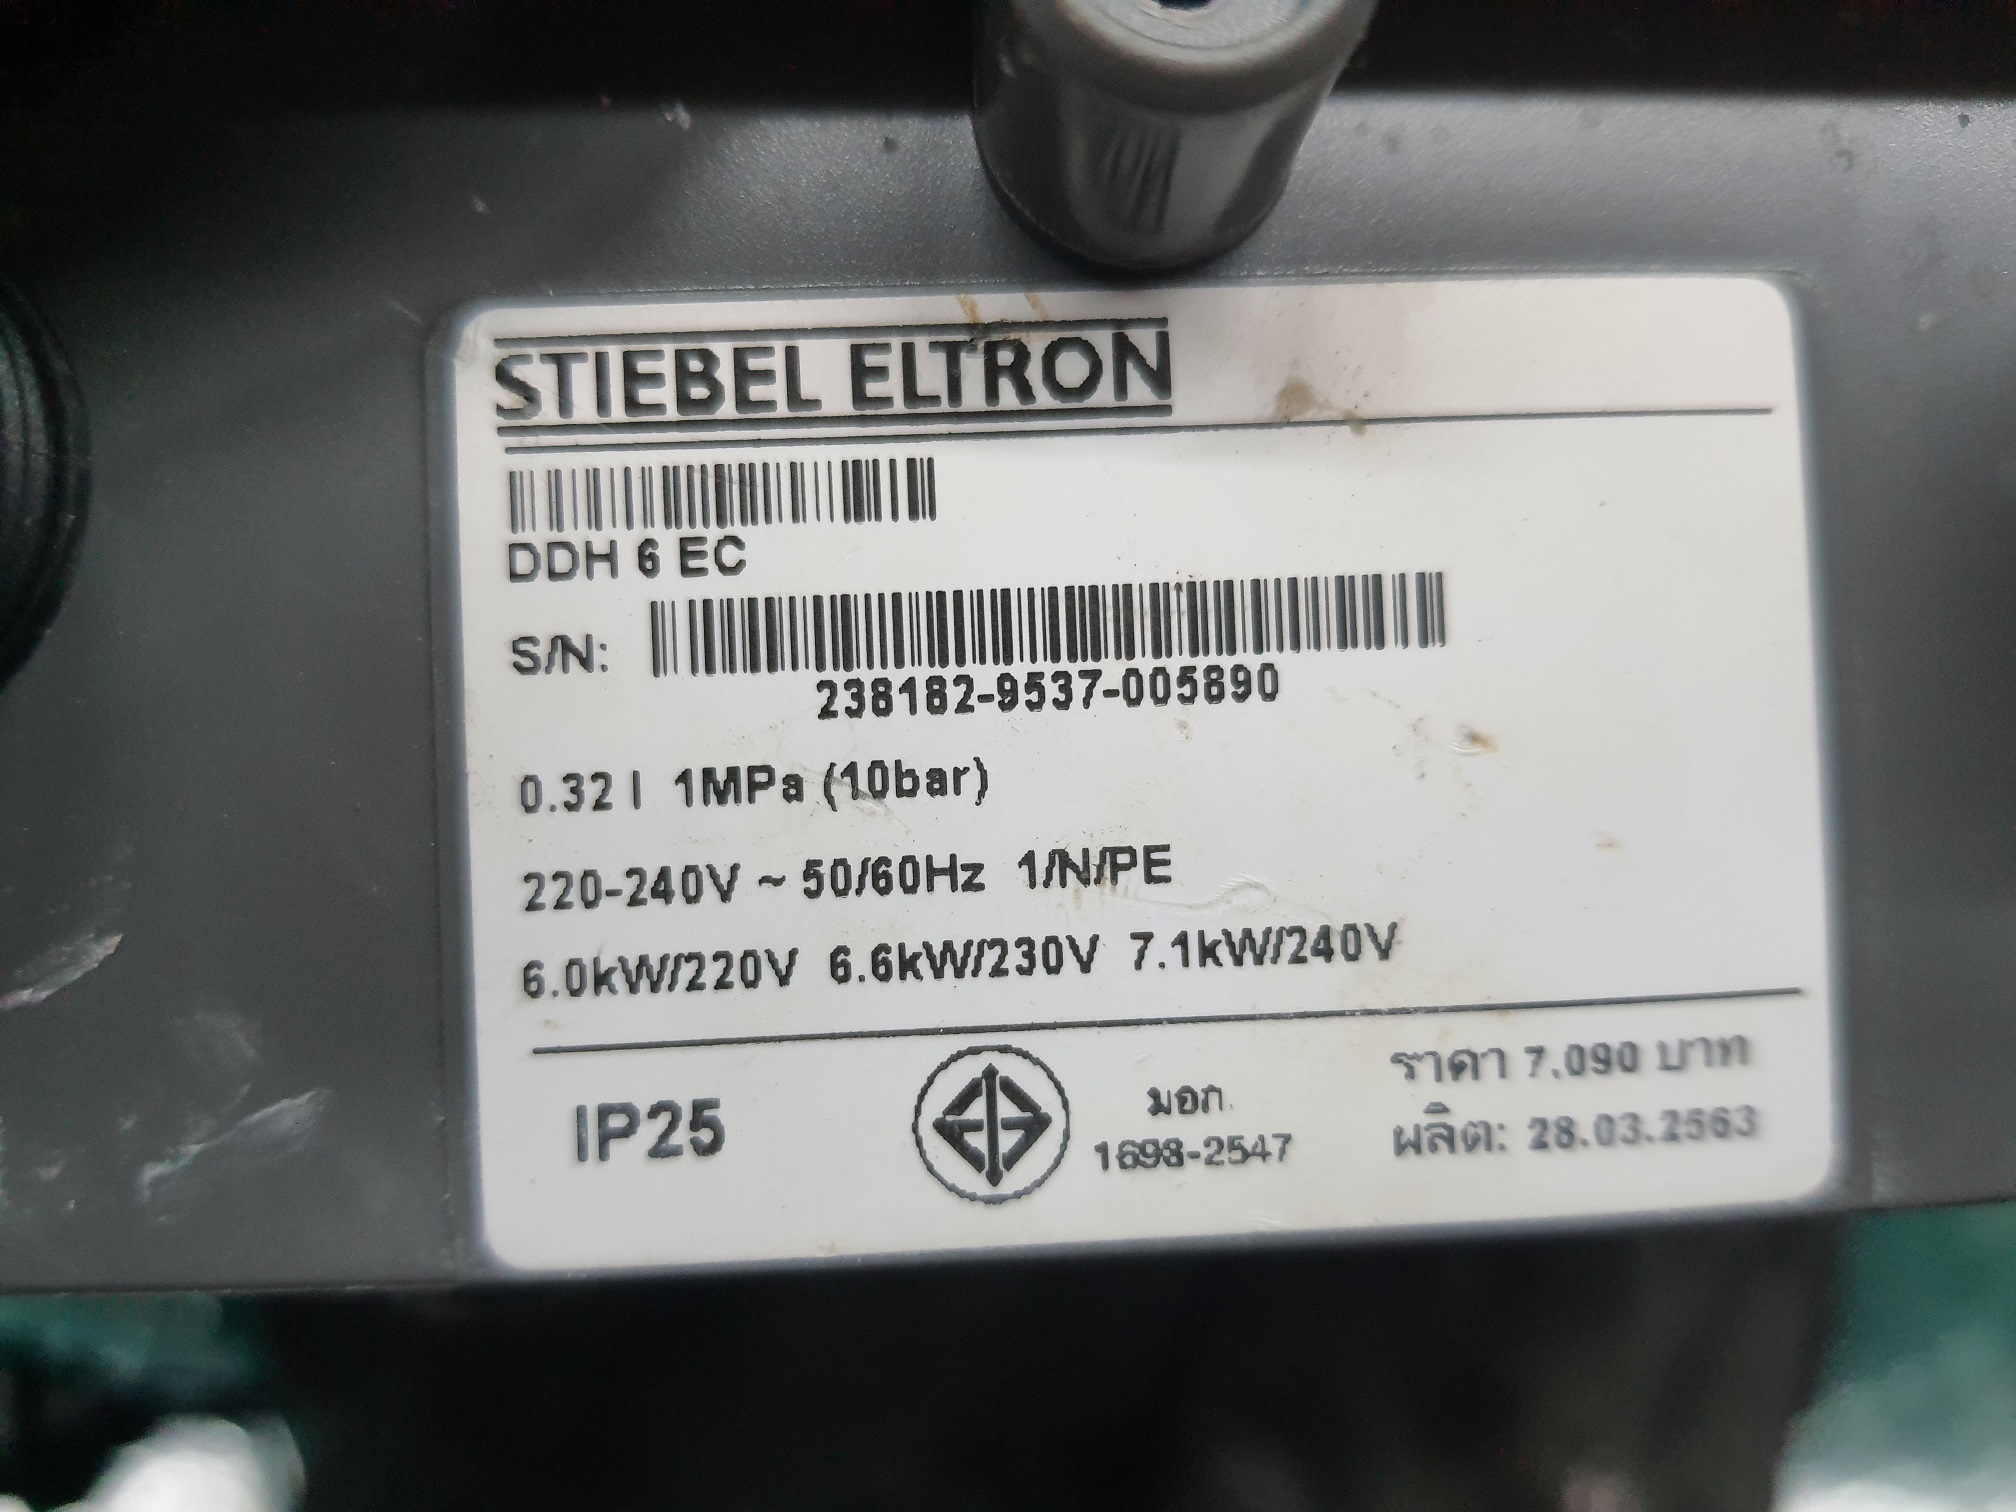 STIEBEL ELTRON
DDH 6 EC
S/N:
238182-9537-005890
0.32 l 1MPa (10bar)
220-240V ~ 50/60Hz 1/N/PE
6.0kW/220V 6.6kW/230V 7.1kW/240V
IP25
มอก.
1698-2547
ราคา 7,090 บาท
ผลิต: 28.03.2563